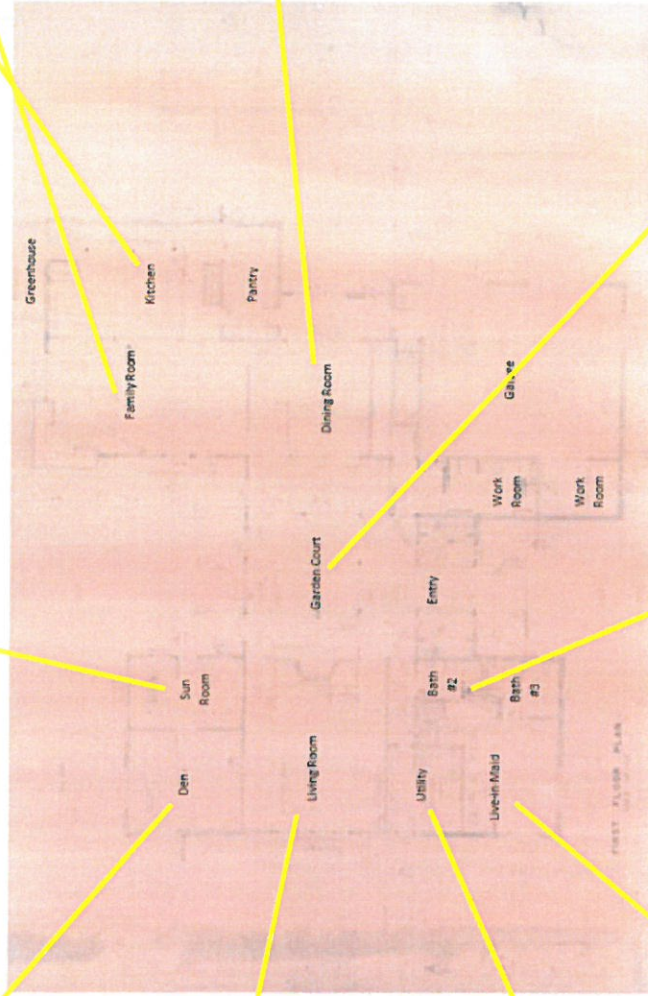 Greenhouse
Kitchen
Pantry
Family Room
Dining Room
Garage
Work
Room
Work
Room
Garden Court
Entry
Sun
Room
Bath
#2
Bath
#3
Den
Living Room
Utility
Live-in Maid
FIRST FLOOR PLAN